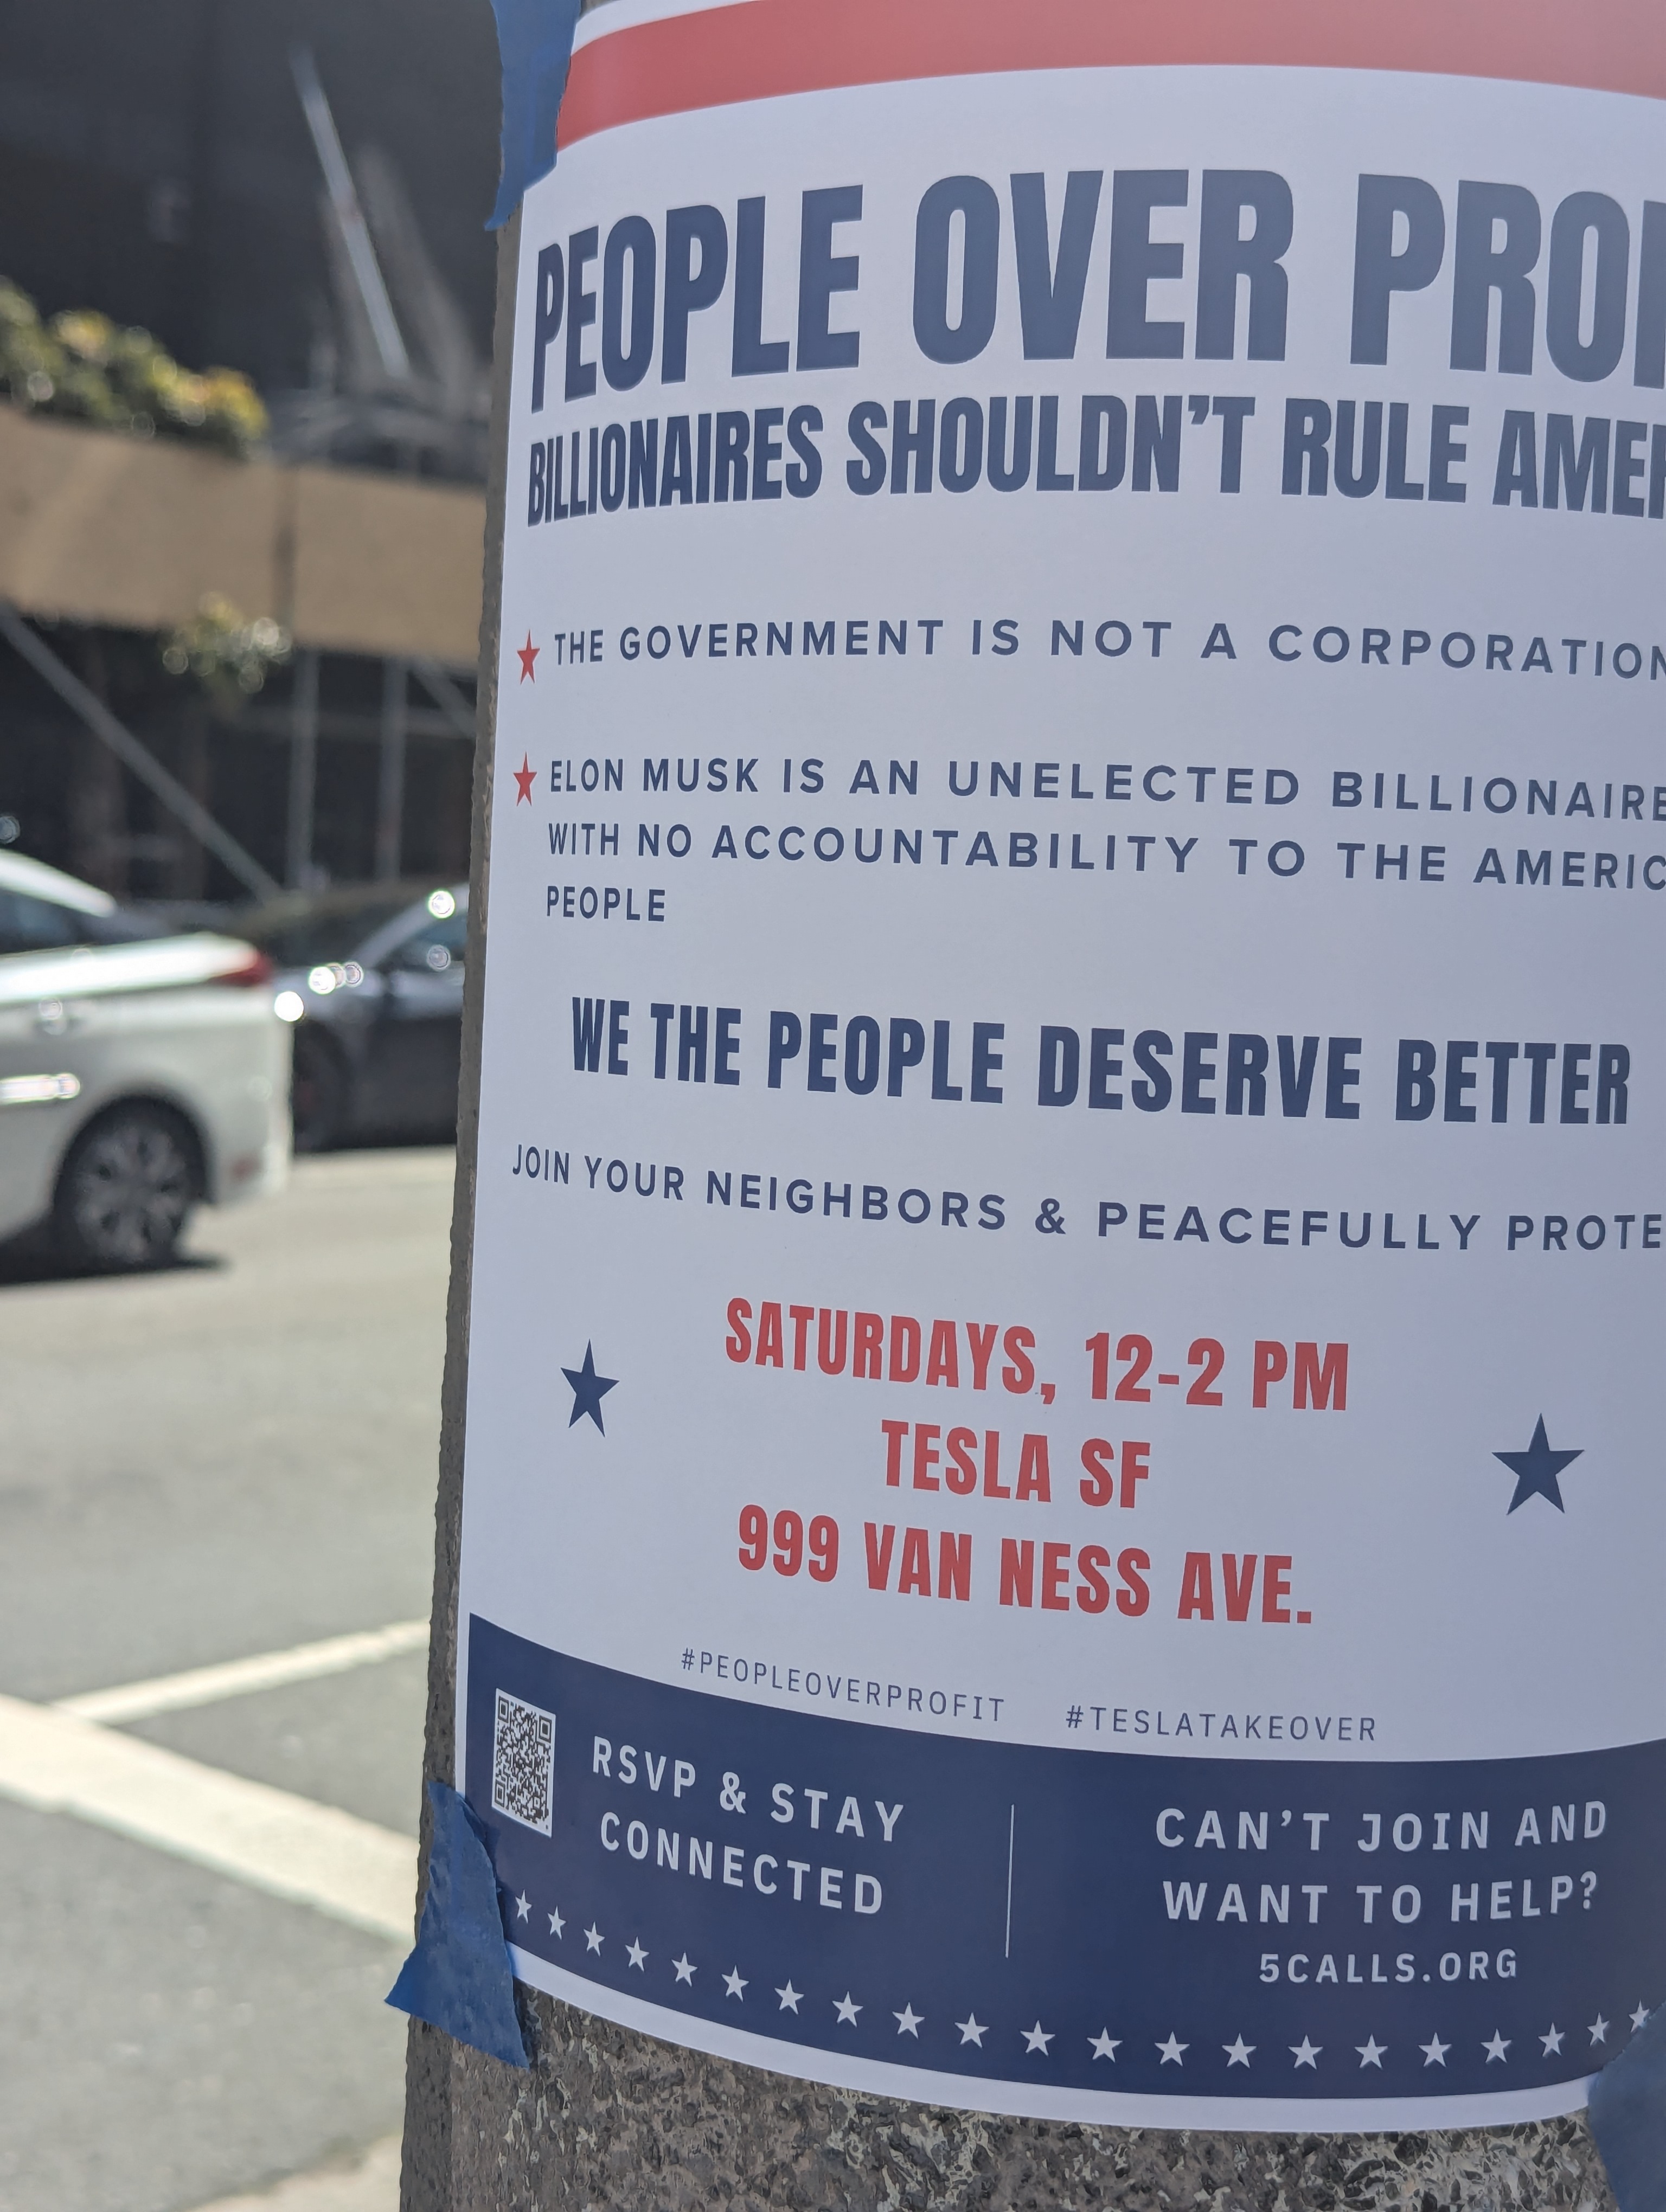 PEOPLE OVER PROF
BILLIONAIRES SHOULDN'T RULE AMER
THE GOVERNMENT IS NOT A CORPORATION
ELON MUSK IS AN UNELECTED BILLIONAIRE
WITH NO ACCOUNTABILITY TO THE AMERIC
PEOPLE
WE THE PEOPLE DESERVE BETTER
JOIN YOUR NEIGHBORS & PEACEFULLY PROTE
SATURDAYS, 12-2 PM
TESLA SF
999 VAN NESS AVE.
#PEOPLEOVERPROFIT #TESLATAKEOVER
RSVP & STAY
CONNECTED
CAN'T JOIN AND
WANT TO HELP?
5CALLS.ORG